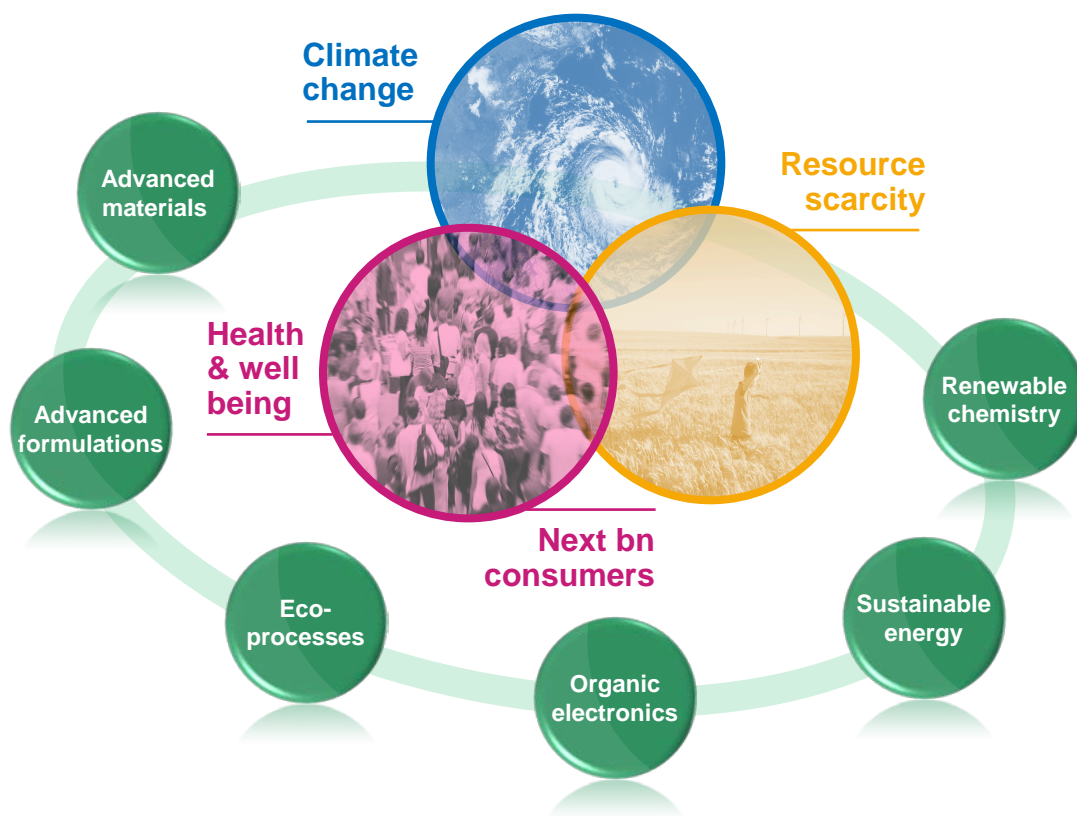 Climate
change
Resource
scarcity
Advanced
materials
Health
& well
being
Renewable
chemistry
Advanced
formulations
Next bn
consumers
Eco-
processes
Sustainable
energy
Organic
electronics